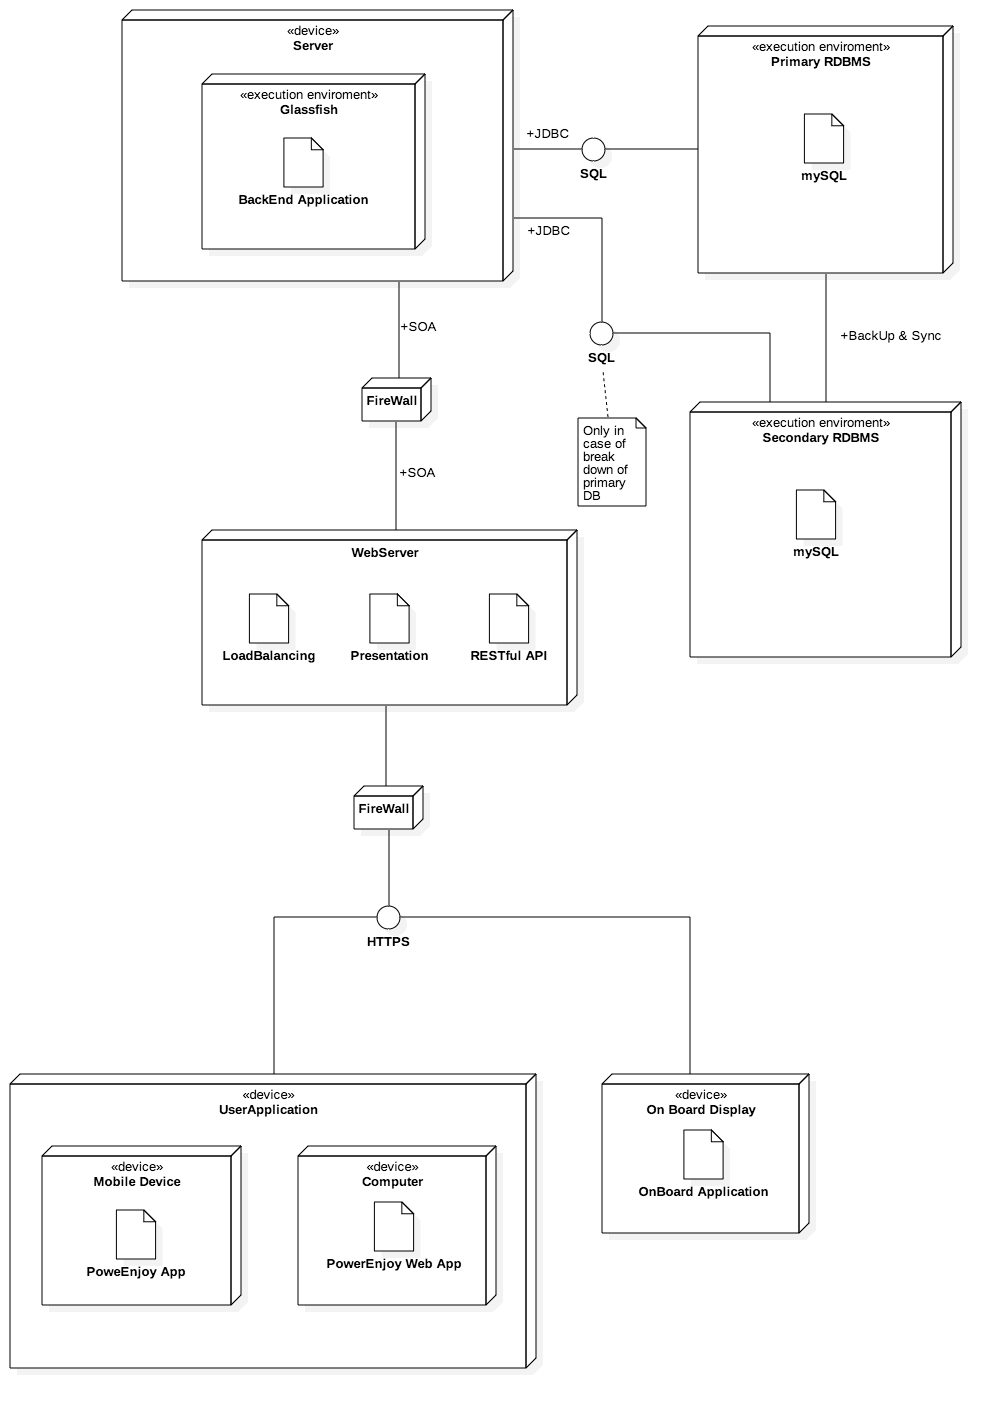 «device»
Server
«execution enviroment»
Glassfish
BackEnd Application
+JDBC
SQL
«execution enviroment»
Primary RDBMS
mySQL
+JDBC
+SOA
SQL
+BackUp & Sync
FireWall
Only in
case of
break
down of
primary
DB
«execution enviroment»
Secondary RDBMS
mySQL
+SOA
WebServer
LoadBalancing
Presentation
RESTful API
FireWall
HTTPS
«device»
UserApplication
«device»
Mobile Device
PoweEnjoy App
«device»
Computer
PowerEnjoy Web App
«device»
On Board Display
OnBoard Application